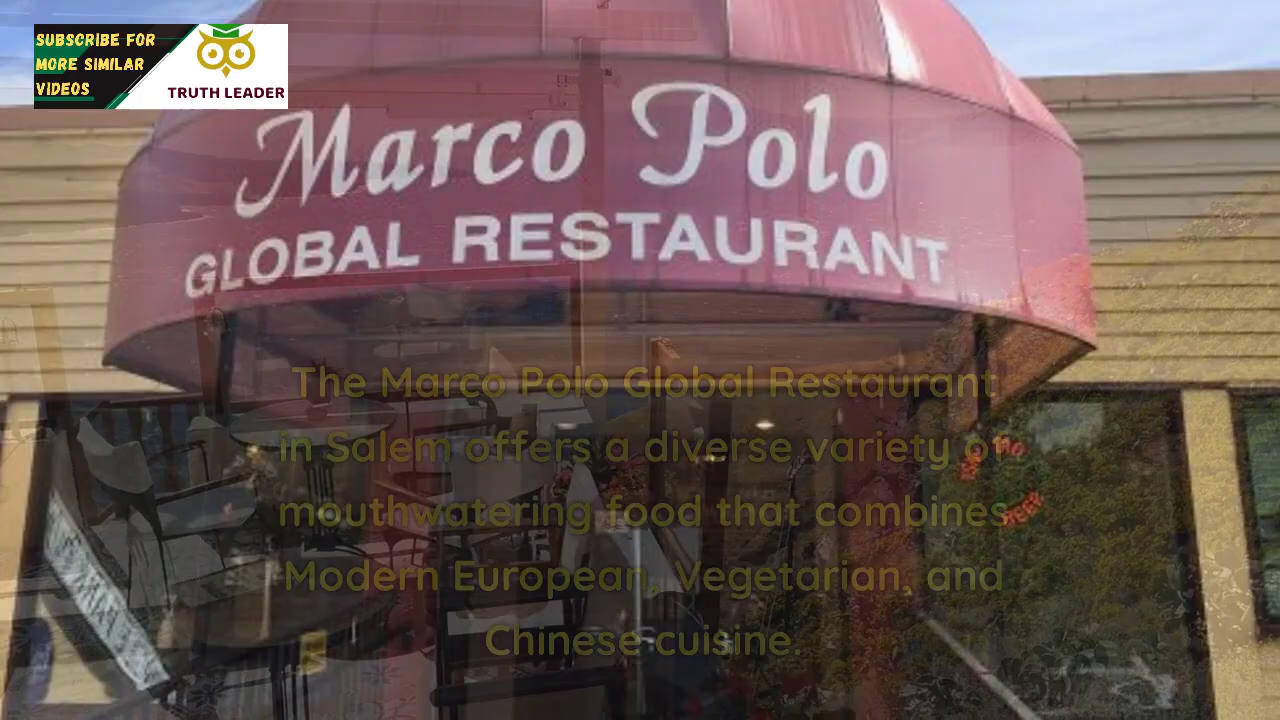 SUBSCRIBE FOR
MORE SIMILAR
VIDEOS
TRUTH LEADER
Marco Polo
GLOBAL RESTAURANT
The Marco Polo Global Restaurant
in Salem offers a diverse variety of
mouthwatering food that combines
Modern European, Vegetarian, and
Chinese cuisine.